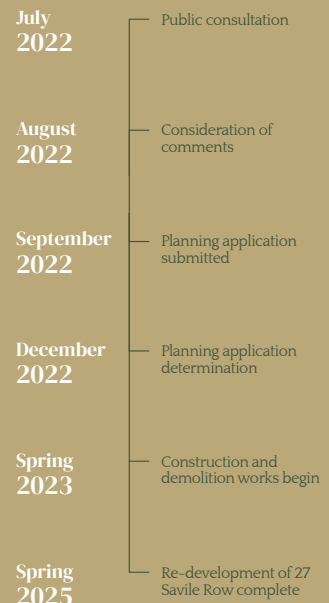 July
2022
Public consultation
August
2022
Consideration of
comments
September
2022
Planning application
submitted
December
2022
Planning application
determination
Spring
2023
Construction and
demolition works begin
Spring
2025
Re-development of 27
Savile Row complete